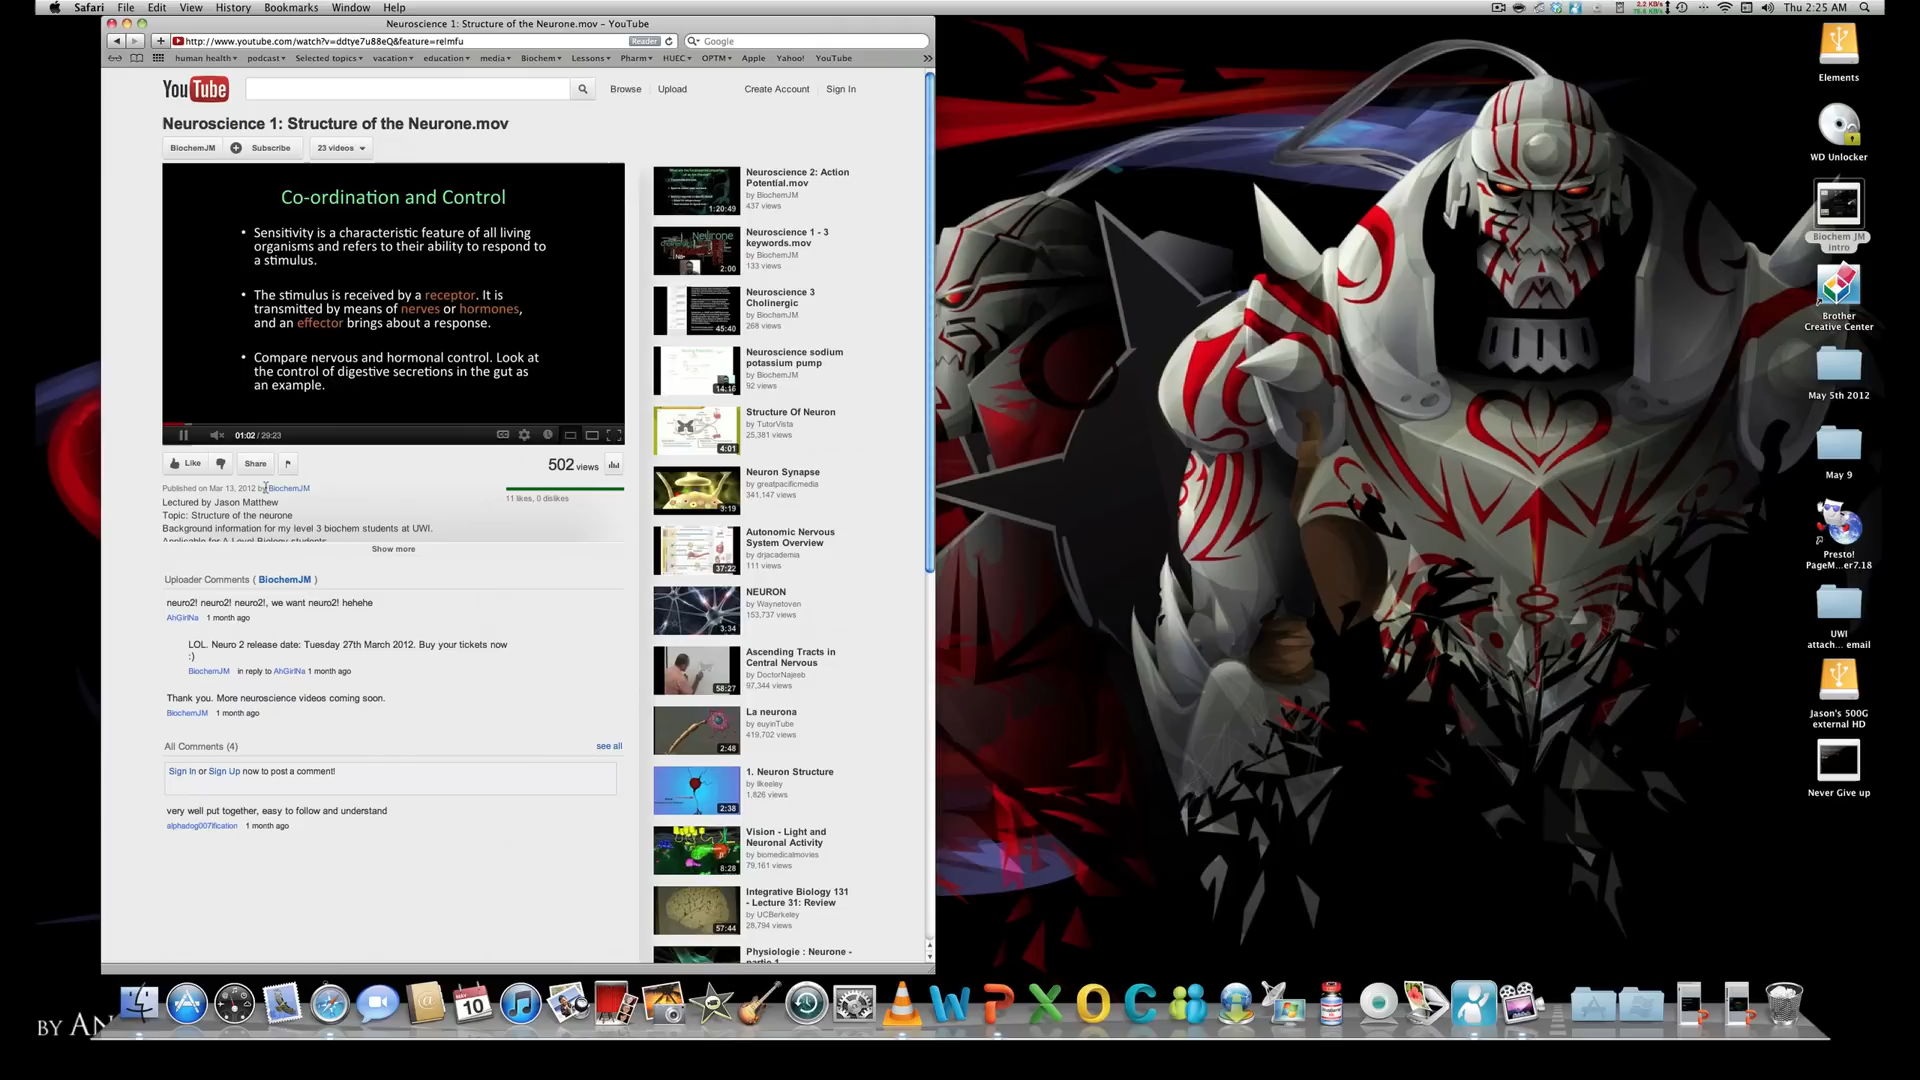 Safari File Edit View History Bookmarks Window Help
Thu 2:25 AM
Neuroscience 1: Structure of the Neurone.mov – YouTube
http://www.youtube.com/watch?v=ddtye7u88eQ&feature=relmfu
Reader
Google
human health podcast Selected topics vacation education media Biochem Lessons Pharm HUEC OPTM Apple Yahoo! YouTube
YouTube
Browse Upload
Create Account Sign In
Neuroscience 1: Structure of the Neurone.mov
BiochemJM Subscribe 23 videos
Co-ordination and Control
• Sensitivity is a characteristic feature of all living
organisms and refers to their ability to respond to
a stimulus.
• The stimulus is received by a receptor. It is
transmitted by means of nerves or hormones,
and an effector brings about a response.
• Compare nervous and hormonal control. Look at
the control of digestive secretions in the gut as
an example.
01:02 / 29:23
Like Share
502 views
Published on Mar 13, 2012 by BiochemJM
11 likes, 0 dislikes
Lectured by Jason Matthew
Topic: Structure of the neurone
Background information for my level 3 biochem students at UWI.
Applicable for A Level Biology students
Show more
Uploader Comments ( BiochemJM )
neuro2! neuro2! neuro2!, we want neuro2! hehehe
AhGirlNa 1 month ago
LOL. Neuro 2 release date: Tuesday 27th March 2012. Buy your tickets now
:)
BiochemJM in reply to AhGirlNa 1 month ago
Thank you. More neuroscience videos coming soon.
BiochemJM 1 month ago
All Comments (4)
see all
Sign In or Sign Up now to post a comment!
very well put together, easy to follow and understand
alphadog007ification 1 month ago
Neuroscience 2: Action
Potential.mov
by BiochemJM
437 views
1:20:49
Neuroscience 1 - 3
keywords.mov
by BiochemJM
133 views
Neurone
2:00
Neuroscience 3
Cholinergic
by BiochemJM
268 views
45:40
Neuroscience sodium
potassium pump
by BiochemJM
92 views
14:16
Structure Of Neuron
by TutorVista
25,381 views
4:01
Neuron Synapse
by greatpacificmedia
341,147 views
3:19
Autonomic Nervous
System Overview
by drjacademia
111 views
37:22
NEURON
by Waynetoven
153,737 views
3:34
Ascending Tracts in
Central Nervous
by DoctorNajeeb
97,344 views
58:27
La neurona
by euyinTube
419,702 views
2:48
1. Neuron Structure
by likeeley
1,826 views
2:38
Vision - Light and
Neuronal Activity
by biomedicalmovies
79,161 views
8:28
Integrative Biology 131
- Lecture 31: Review
by UCBerkeley
28,794 views
57:44
Physiologie : Neurone -
partie 1
Elements
WD Unlocker
Biochem JM
intro
Brother
Creative Center
May 5th 2012
May 9
Presto!
PageM...er7.18
UWI
attach... email
Jason's 500G
external HD
Never Give up
BY AN
MAY
10